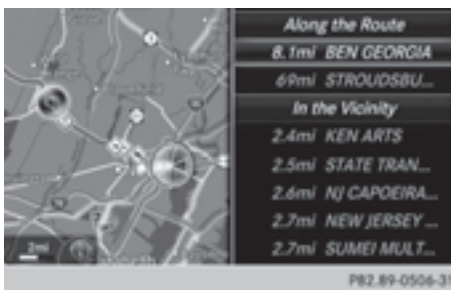 Along the Route
8.1mi BEN GEORGIA
69mi STROUDSBU...
In the Vicinity
2.4mi KEN ARTS
2.5mi STATE TRAN...
2.6mi NJ CAPOEIRA...
2.7mi NEW JERSEY ...
2.7mi SUMEI MULT...
2mi
P82.89-0506-31